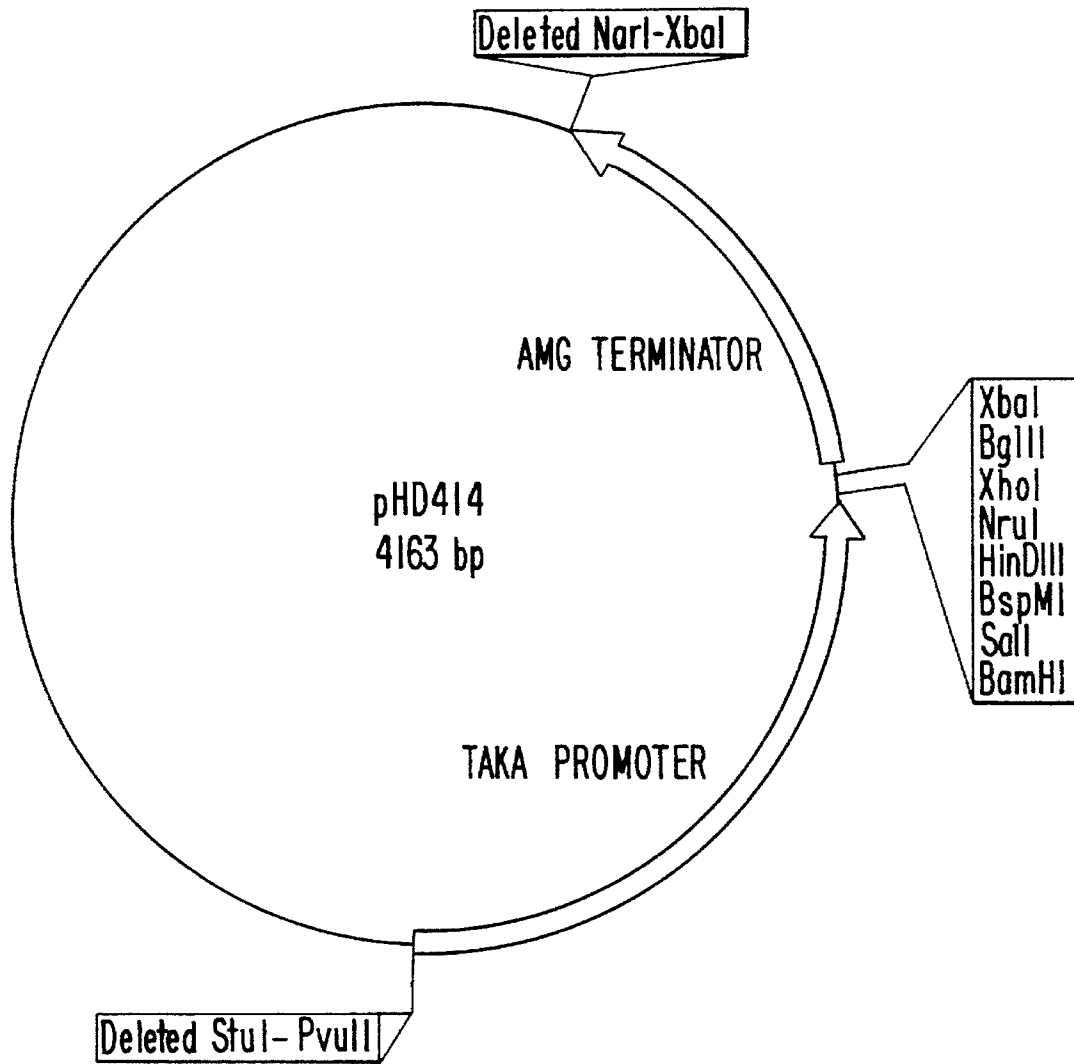 Deleted NarI-XbaI
AMG TERMINATOR
XbaI
BglII
XhoI
NruI
HinDIII
BspMI
SalI
BamHI
pHD414
4163 bp
TAKA PROMOTER
Deleted StuI-PvuII